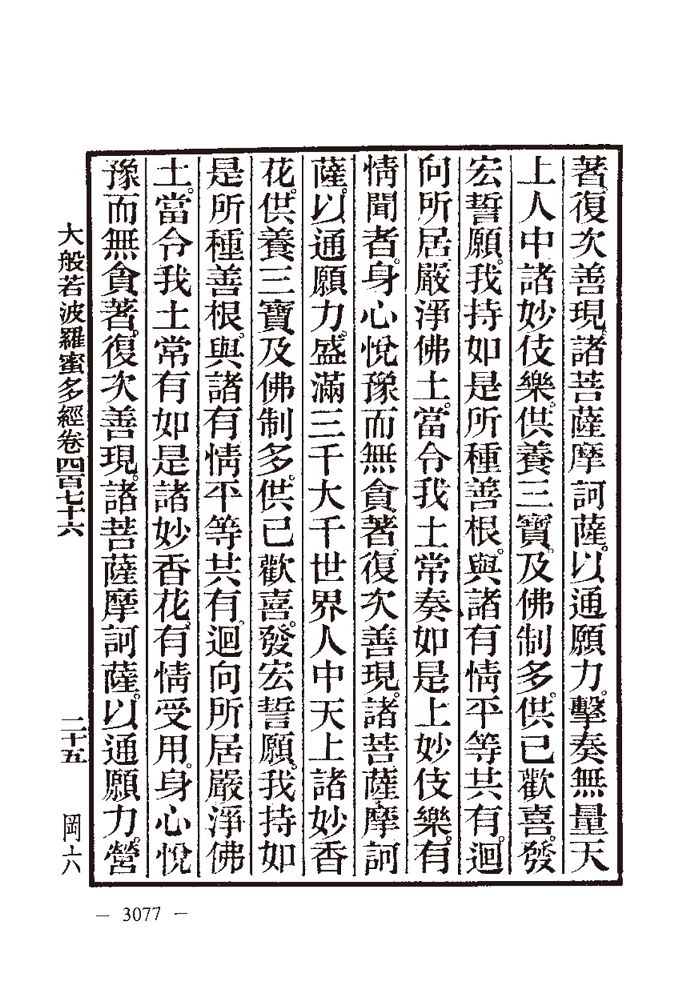 著復次善現諸菩薩摩訶薩以通願力擊奏無量天
上人中諸妙伎樂供養三寶及佛制多供已歡喜發
宏誓願我持如是所種善根與諸有情平等共有迴
向所居嚴淨佛土當令我土常奏如是上妙伎樂有
情聞者身心悅豫而無貪著復次善現諸菩薩摩訶
薩以通願力盛滿三千大千世界人中天上諸妙香
花供養三寶及佛制多供已歡喜發宏誓願我持如
是所種善根與諸有情平等共有迴向所居嚴淨佛
土當令我土常有如是諸妙香花有情受用身心悅
豫而無貪著復次善現諸菩薩摩訶薩以通願力營
大般若波羅蜜多經卷四百七十六
二十五
岡六
— 3077 —